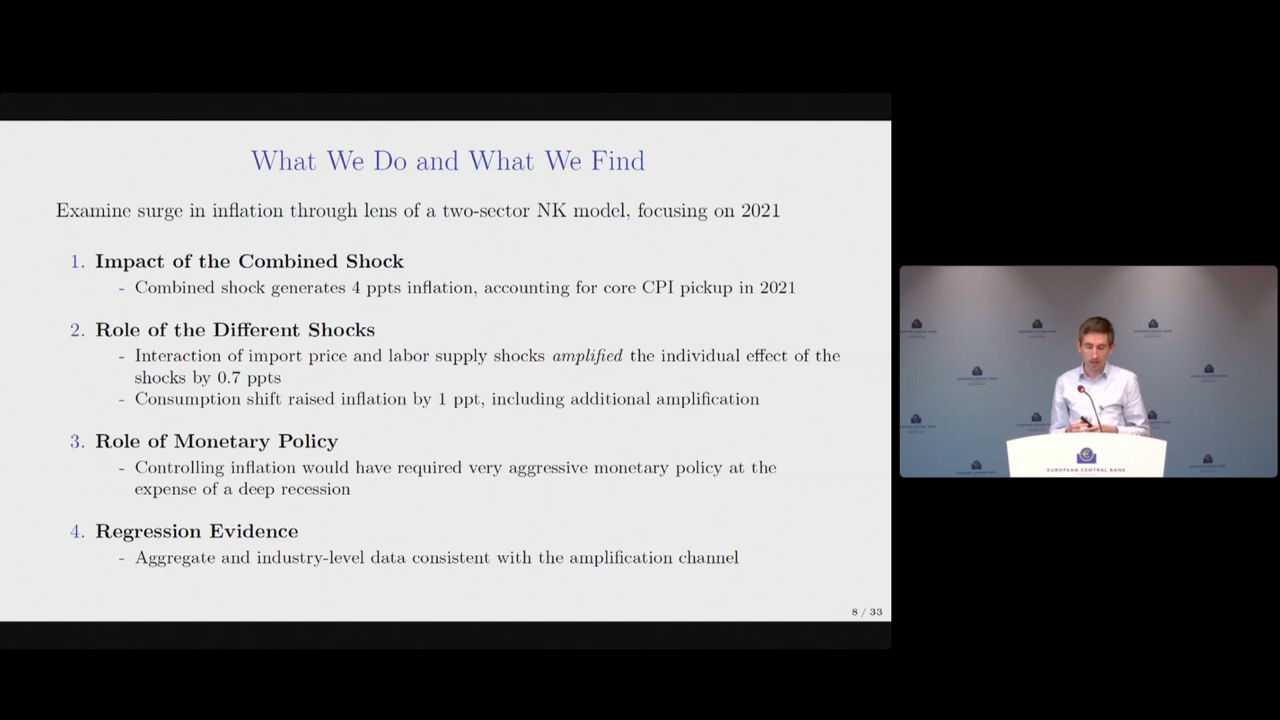 What We Do and What We Find
Examine surge in inflation through lens of a two-sector NK model, focusing on 2021
1. Impact of the Combined Shock
- Combined shock generates 4 ppts inflation, accounting for core CPI pickup in 2021
2. Role of the Different Shocks
- Interaction of import price and labor supply shocks amplified the individual effect of the
shocks by 0.7 ppts
- Consumption shift raised inflation by 1 ppt, including additional amplification
3. Role of Monetary Policy
- Controlling inflation would have required very aggressive monetary policy at the
expense of a deep recession
4. Regression Evidence
- Aggregate and industry-level data consistent with the amplification channel
8 / 33
EUROPEAN CENTRAL BANK